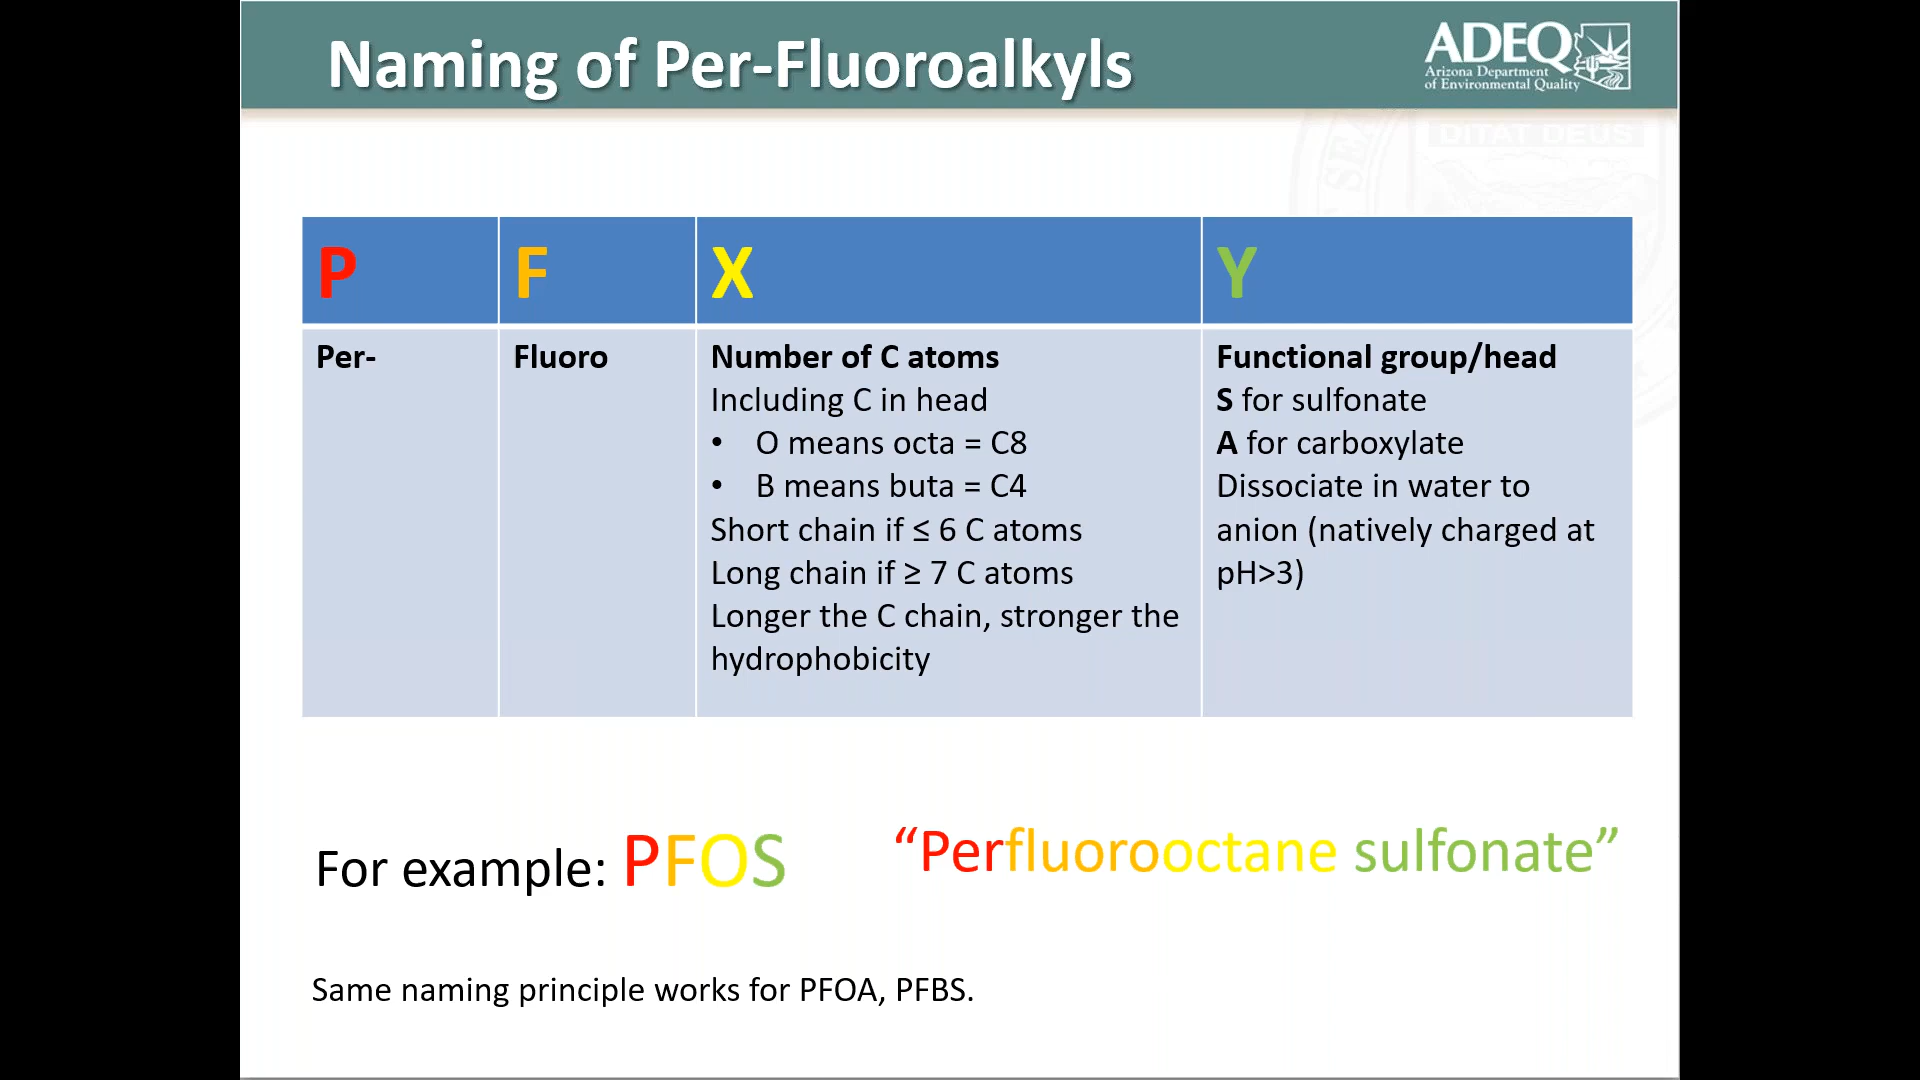 Naming of Per-Fluoroalkyls
ADEQ
Arizona Department
of Environmental Quality
DITAT DEUS
SEA
P
F
X
Y
Per-
Fluoro
Number of C atoms
Including C in head
• O means octa = C8
• B means buta = C4
Short chain if ≤ 6 C atoms
Long chain if ≥ 7 C atoms
Longer the C chain, stronger the
hydrophobicity
Functional group/head
S for sulfonate
A for carboxylate
Dissociate in water to
anion (natively charged at
pH>3)
For example: PFOS
“Perfluorooctane sulfonate”
Same naming principle works for PFOA, PFBS.